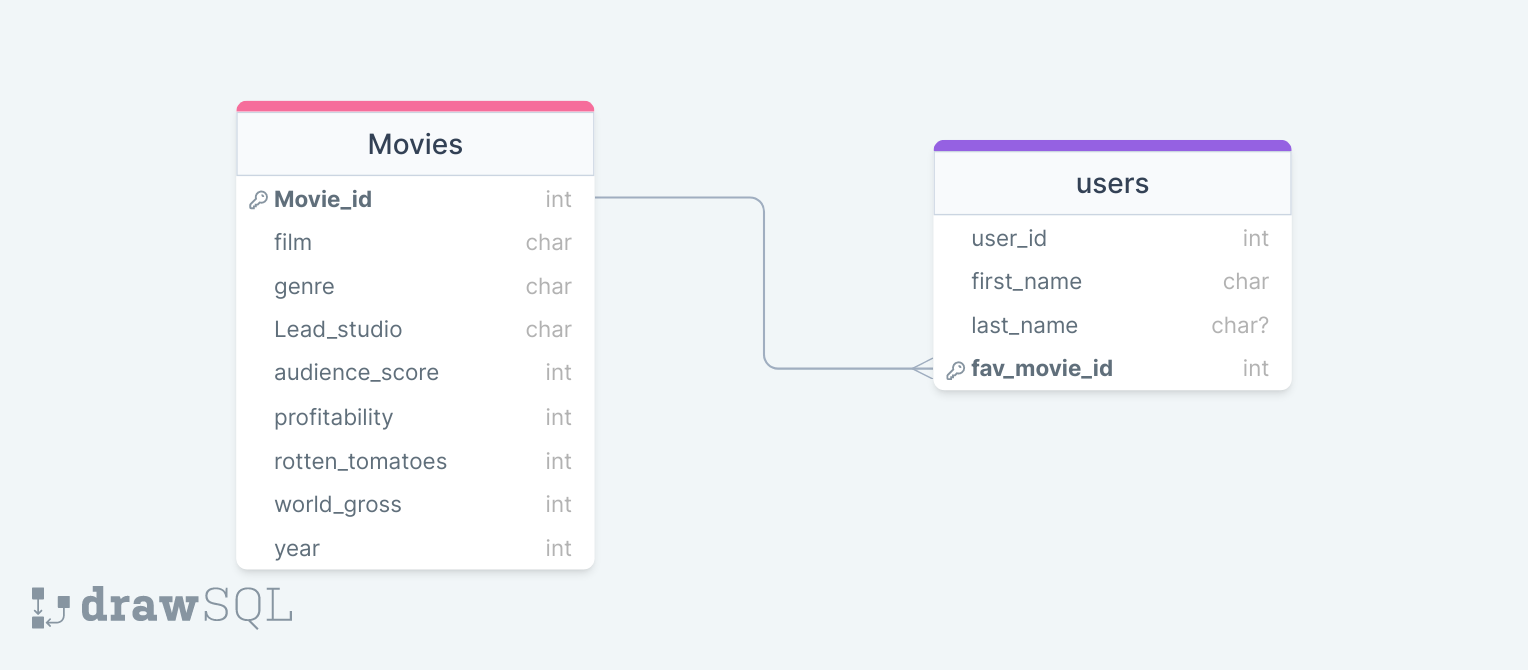 Movies
Movie_id int
film char
genre char
Lead_studio char
audience_score int
profitability int
rotten_tomatoes int
world_gross int
year int
users
user_id int
first_name char
last_name char?
fav_movie_id int
drawSQL